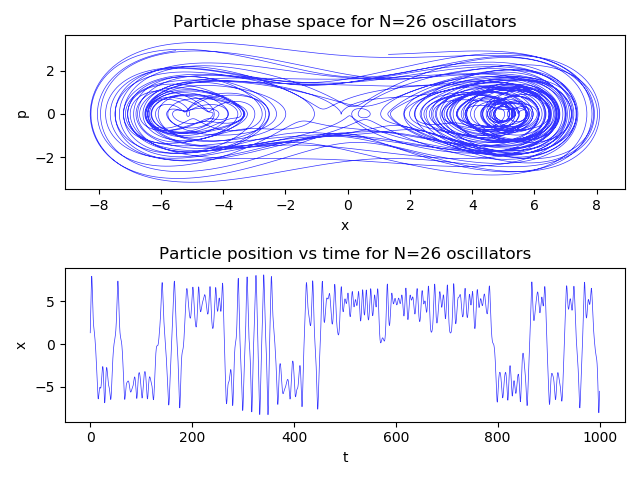 Particle phase space for N=26 oscillators
2
0
−2
p
−8 −6 −4 −2 0 2 4 6 8
x
Particle position vs time for N=26 oscillators
5
0
−5
x
0 200 400 600 800 1000
t